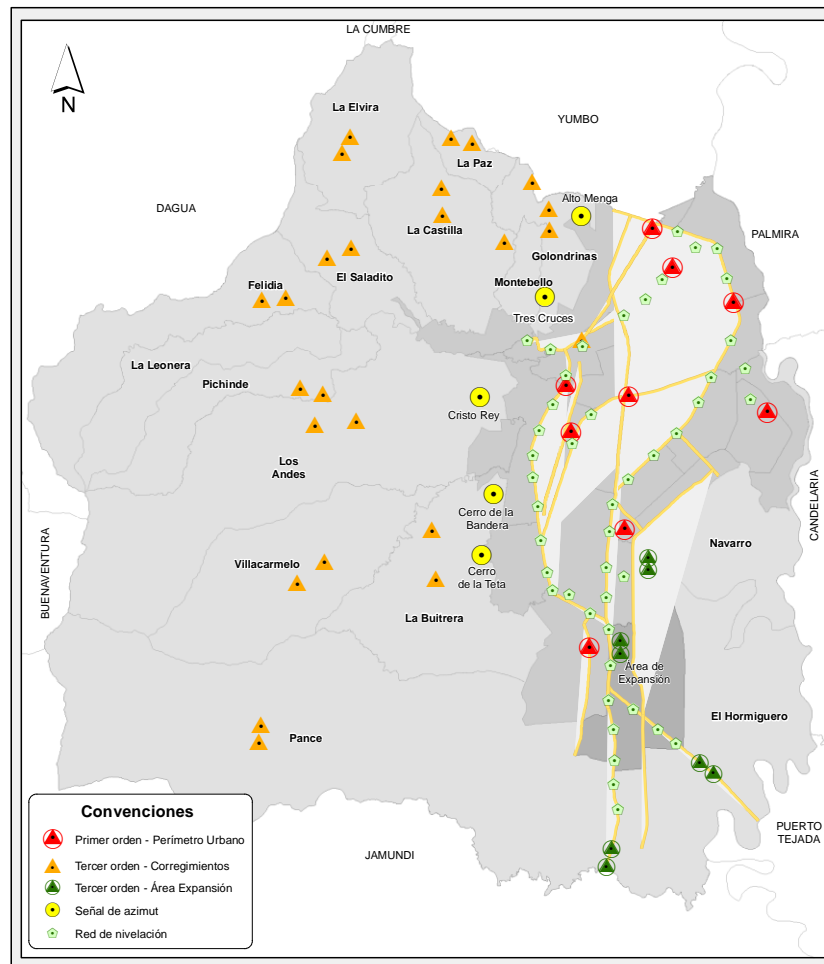 LA CUMBRE
N
La Elvira
YUMBO
La Paz
Alto Menga
DAGUA
PALMIRA
La Castilla
Golondrinas
El Saladito
Felidia
Montebello
Tres Cruces
La Leonera
Pichinde
Cristo Rey
Los
Andes
CANDELARIA
Cerro de la
Bandera
Navarro
BUENAVENTURA
Villacarmelo
Cerro
de la Teta
La Buitrera
Área de
Expansión
El Hormiguero
Pance
PUERTO
TEJADA
JAMUNDI
Convenciones
Primer orden - Perímetro Urbano
Tercer orden - Corregimientos
Tercer orden - Área Expansión
Señal de azimut
Red de nivelación